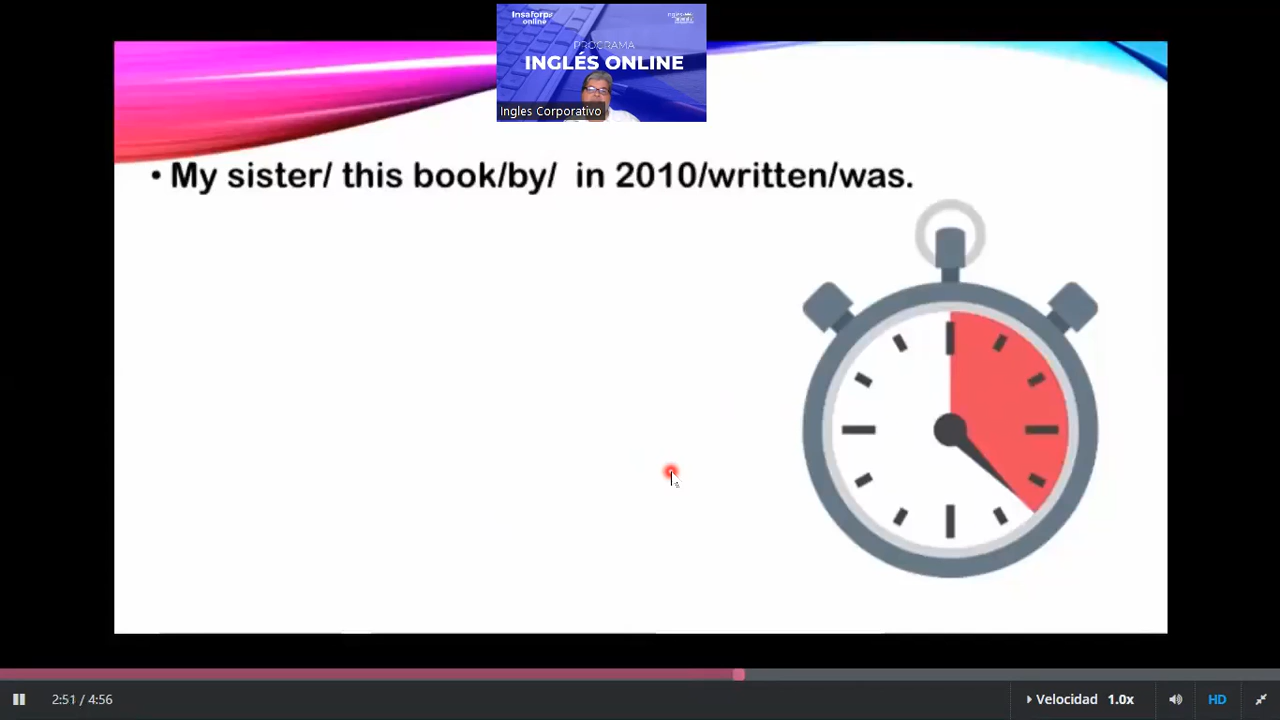 Insaforp
online
PROGRAMA
INGLÉS ONLINE
Ingles Corporativo
• My sister/ this book/by/  in 2010/written/was.
2:51 / 4:56
Velocidad 1.0x
HD